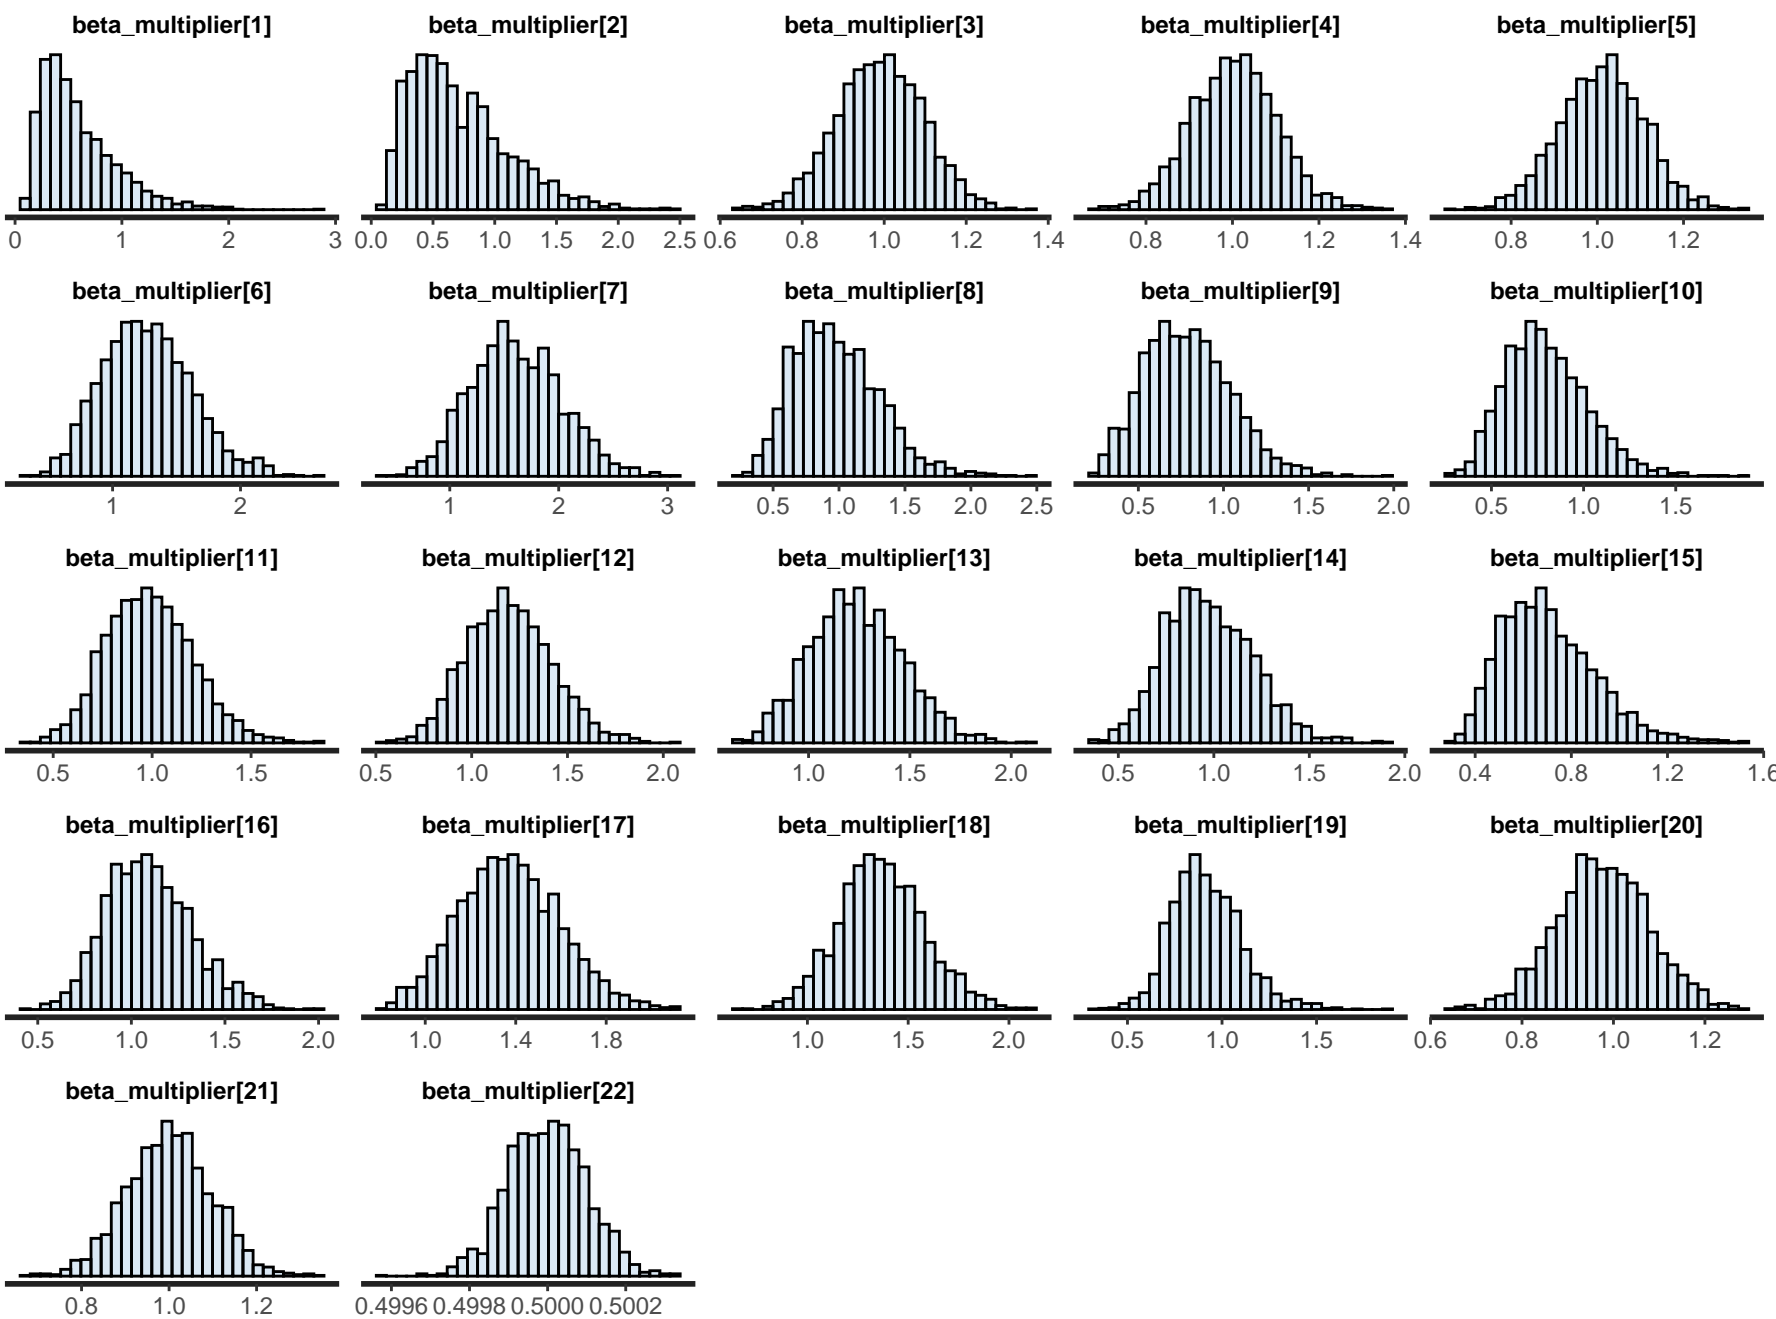 beta_multiplier[1] beta_multiplier[2] beta_multiplier[3] beta_multiplier[4] beta_multiplier[5]
0 1 2 3 0.0 0.5 1.0 1.5 2.0 2.5 0.6 0.8 1.0 1.2 1.4 0.8 1.0 1.2 1.4 0.8 1.0 1.2
beta_multiplier[6] beta_multiplier[7] beta_multiplier[8] beta_multiplier[9] beta_multiplier[10]
1 2 1 2 3 0.5 1.0 1.5 2.0 2.5 0.5 1.0 1.5 2.0 0.5 1.0 1.5
beta_multiplier[11] beta_multiplier[12] beta_multiplier[13] beta_multiplier[14] beta_multiplier[15]
0.5 1.0 1.5 0.5 1.0 1.5 2.0 1.0 1.5 2.0 0.5 1.0 1.5 2.0 0.4 0.8 1.2 1.6
beta_multiplier[16] beta_multiplier[17] beta_multiplier[18] beta_multiplier[19] beta_multiplier[20]
0.5 1.0 1.5 2.0 1.0 1.4 1.8 1.0 1.5 2.0 0.5 1.0 1.5 0.6 0.8 1.0 1.2
beta_multiplier[21] beta_multiplier[22]
0.8 1.0 1.2 0.4996 0.4998 0.5000 0.5002